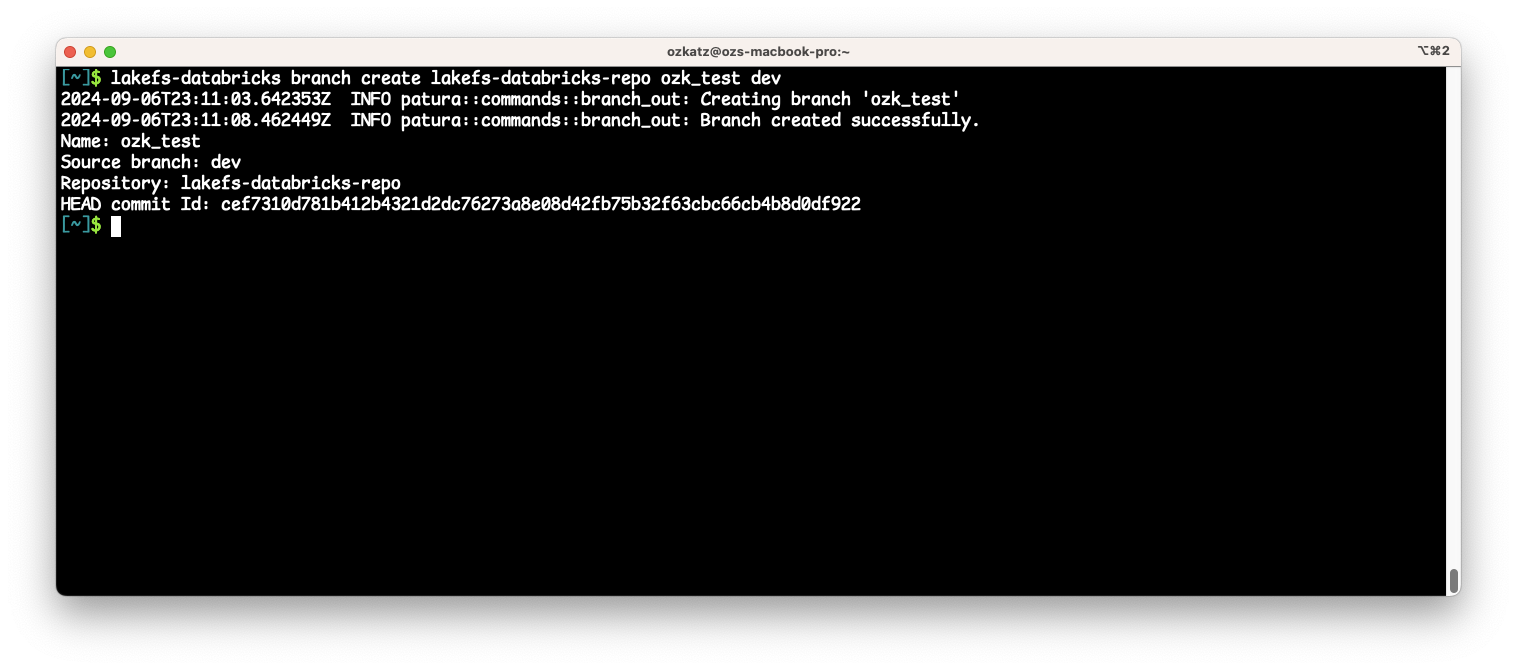 ozkatz@ozs-macbook-pro:~
⌥⌘2
[~]$ lakefs-databricks branch create lakefs-databricks-repo ozk_test dev
2024-09-06T23:11:03.642353Z  INFO patura::commands::branch_out: Creating branch 'ozk_test'
2024-09-06T23:11:08.462449Z  INFO patura::commands::branch_out: Branch created successfully.
Name: ozk_test
Source branch: dev
Repository: lakefs-databricks-repo
HEAD commit Id: cef7310d781b412b4321d2dc76273a8e08d42fb75b32f63cbc66cb4b8d0df922
[~]$